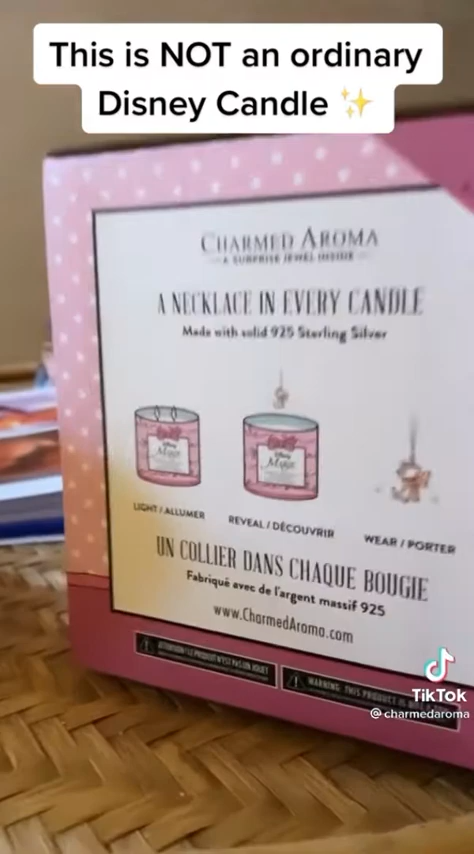 This is NOT an ordinary
Disney Candle ✨
CHARMED AROMA
A SURPRISE JEWEL INSIDE
A NECKLACE IN EVERY CANDLE
Made with solid 925 Sterling Silver
Disney
LIGHT / ALLUMER
REVEAL / DÉCOUVRIR
WEAR / PORTER
UN COLLIER DANS CHAQUE BOUGIE
Fabriqué avec de l'argent massif 925
www.CharmedAroma.com
WARNING: THIS PRODUCT IS
TikTok
@charmedaroma